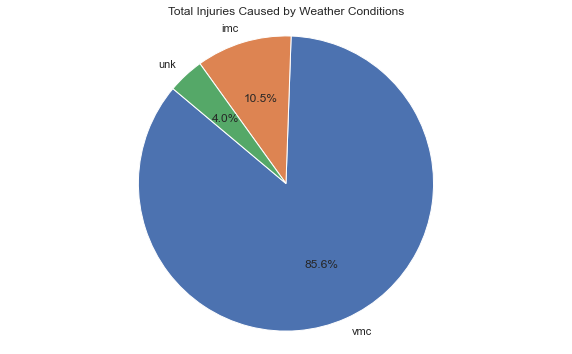 Total Injuries Caused by Weather Conditions
imc
unk
10.5%
4.0%
85.6%
vmc